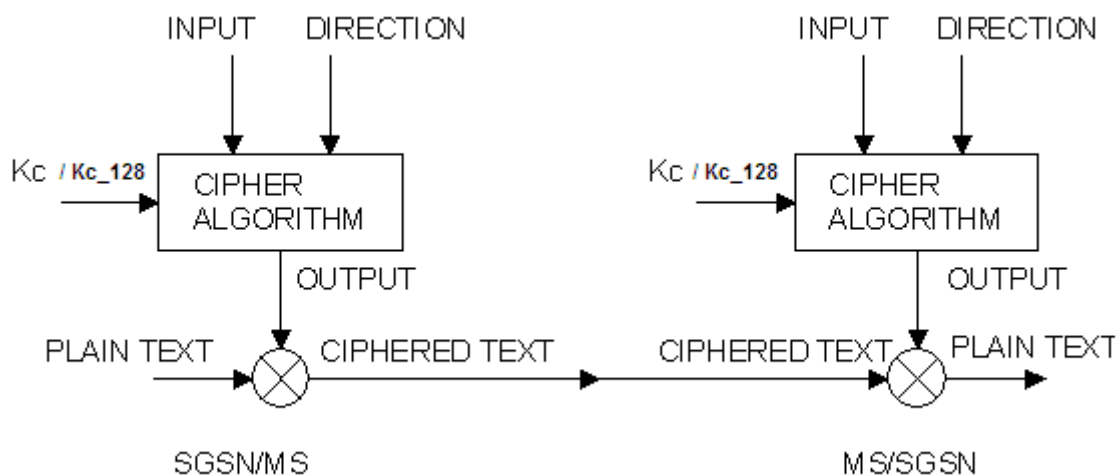 INPUT DIRECTION INPUT DIRECTION
Kc / Kc_128 Kc / Kc_128
CIPHER ALGORITHM CIPHER ALGORITHM
OUTPUT OUTPUT
PLAIN TEXT CIPHERED TEXT CIPHERED TEXT PLAIN TEXT
SGSN/MS MS/SGSN